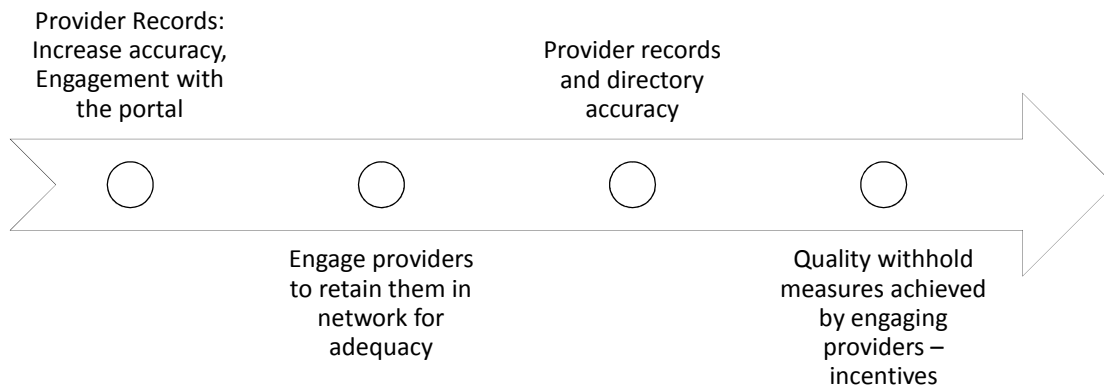 Provider Records:
Increase accuracy,
Engagement with
the portal
Engage providers
to retain them in
network for
adequacy
Provider records
and directory
accuracy
Quality withhold
measures achieved
by engaging
providers –
incentives